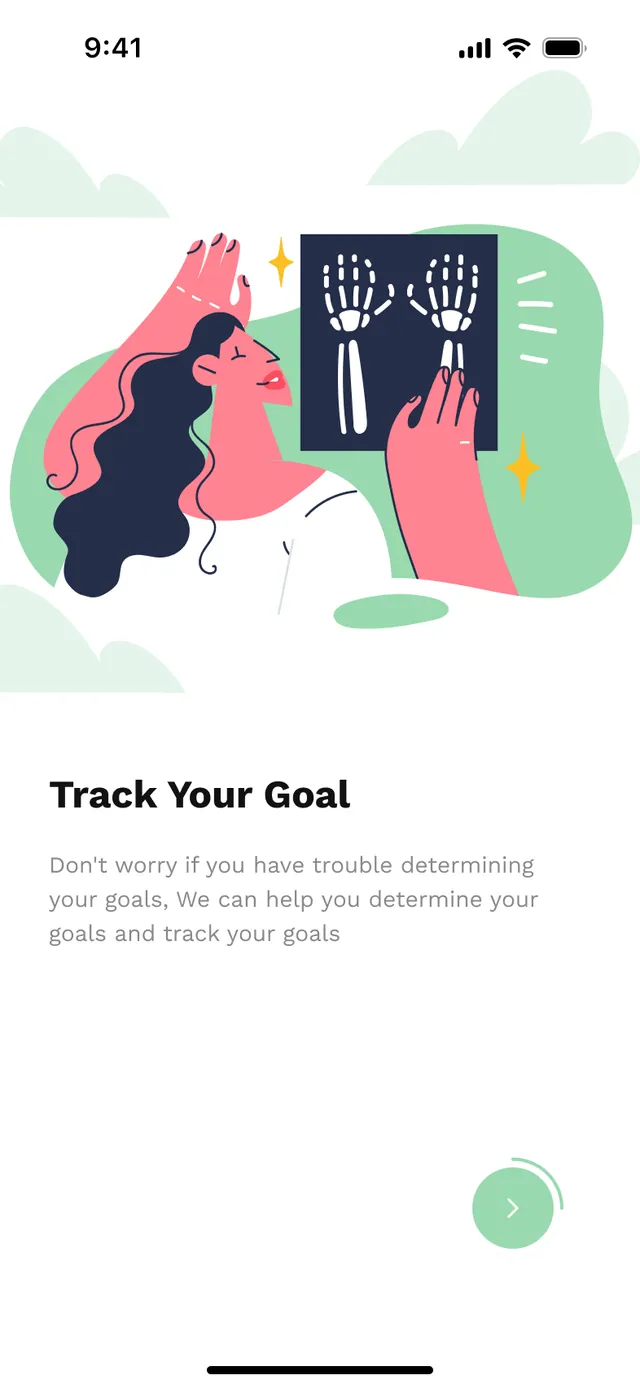 9:41
Track Your Goal
Don't worry if you have trouble determining
your goals, We can help you determine your
goals and track your goals